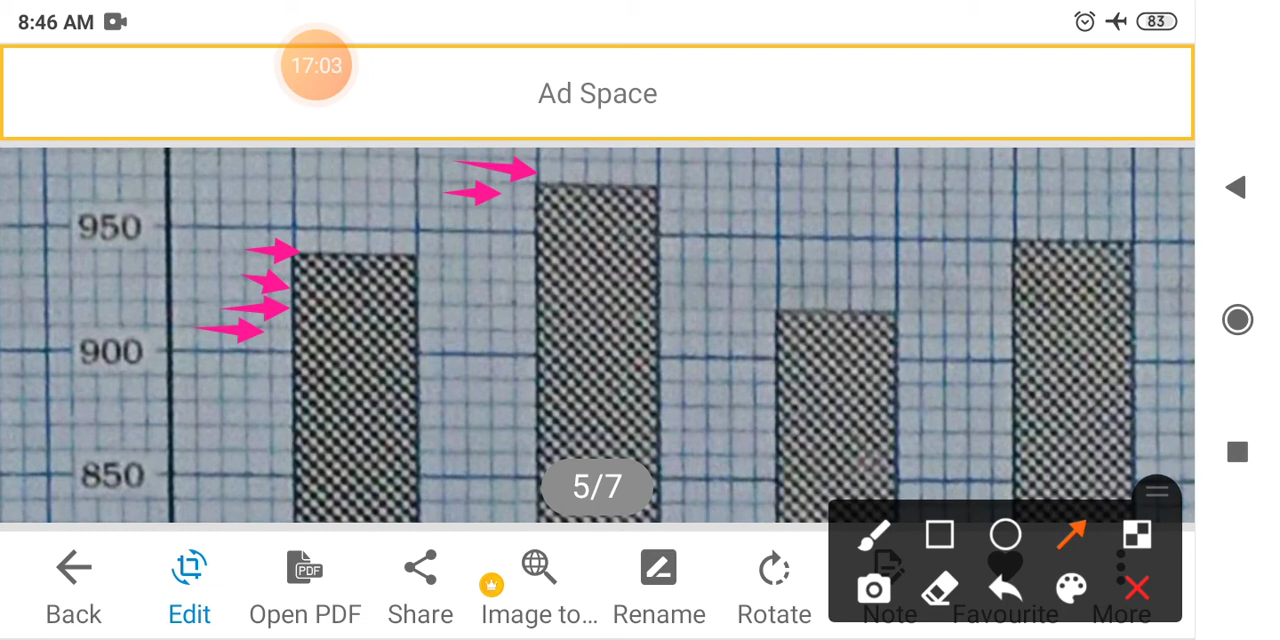 8:46 AM
83
17:03
Ad Space
950
900
850
5/7
PDF
Back
Edit
Open PDF
Share
Image to...
Rename
Rotate
Note
Favourite
More